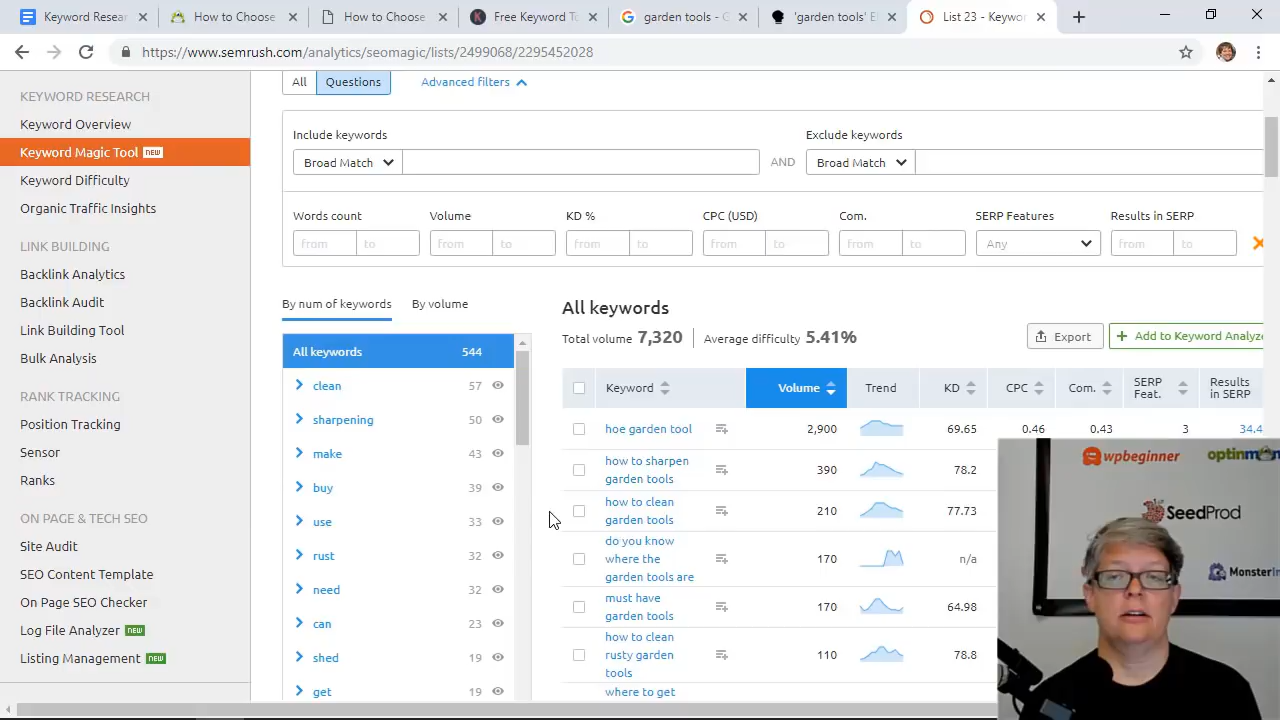 Keyword Resea
How to Choose
How to Choose
Free Keyword To
garden tools - G
'garden tools'
List 23 - Keywor
https://www.semrush.com/analytics/seomagic/lists/2499068/2295452028
KEYWORD RESEARCH
Keyword Overview
Keyword Magic Tool NEW
Keyword Difficulty
Organic Traffic Insights
LINK BUILDING
Backlink Analytics
Backlink Audit
Link Building Tool
Bulk Analysis
RANK TRACKING
Position Tracking
Sensor
Ranks
ON PAGE & TECH SEO
Site Audit
SEO Content Template
On Page SEO Checker
Log File Analyzer NEW
Listing Management NEW
All Questions Advanced filters
Include keywords Exclude keywords
Broad Match AND Broad Match
Words count Volume KD % CPC (USD) Com. SERP Features Results in SERP
from to from to from to from to from to Any from to
By num of keywords By volume
All keywords 544
clean 57
sharpening 50
make 43
buy 39
use 33
rust 32
need 32
can 23
shed 19
get 19
All keywords
Total volume 7,320 Average difficulty 5.41%
Export + Add to Keyword Analyze
Keyword Volume Trend KD CPC Com. SERP Feat. Results in SERP
hoe garden tool 2,900 69.65 0.46 0.43 3 34.4
how to sharpen garden tools 390 78.2
how to clean garden tools 210 77.73
do you know where the garden tools are 170 n/a
must have garden tools 170 64.98
how to clean rusty garden tools 110 78.8
where to get
wpbeginner
optinm
SeedProd
MonsterIn